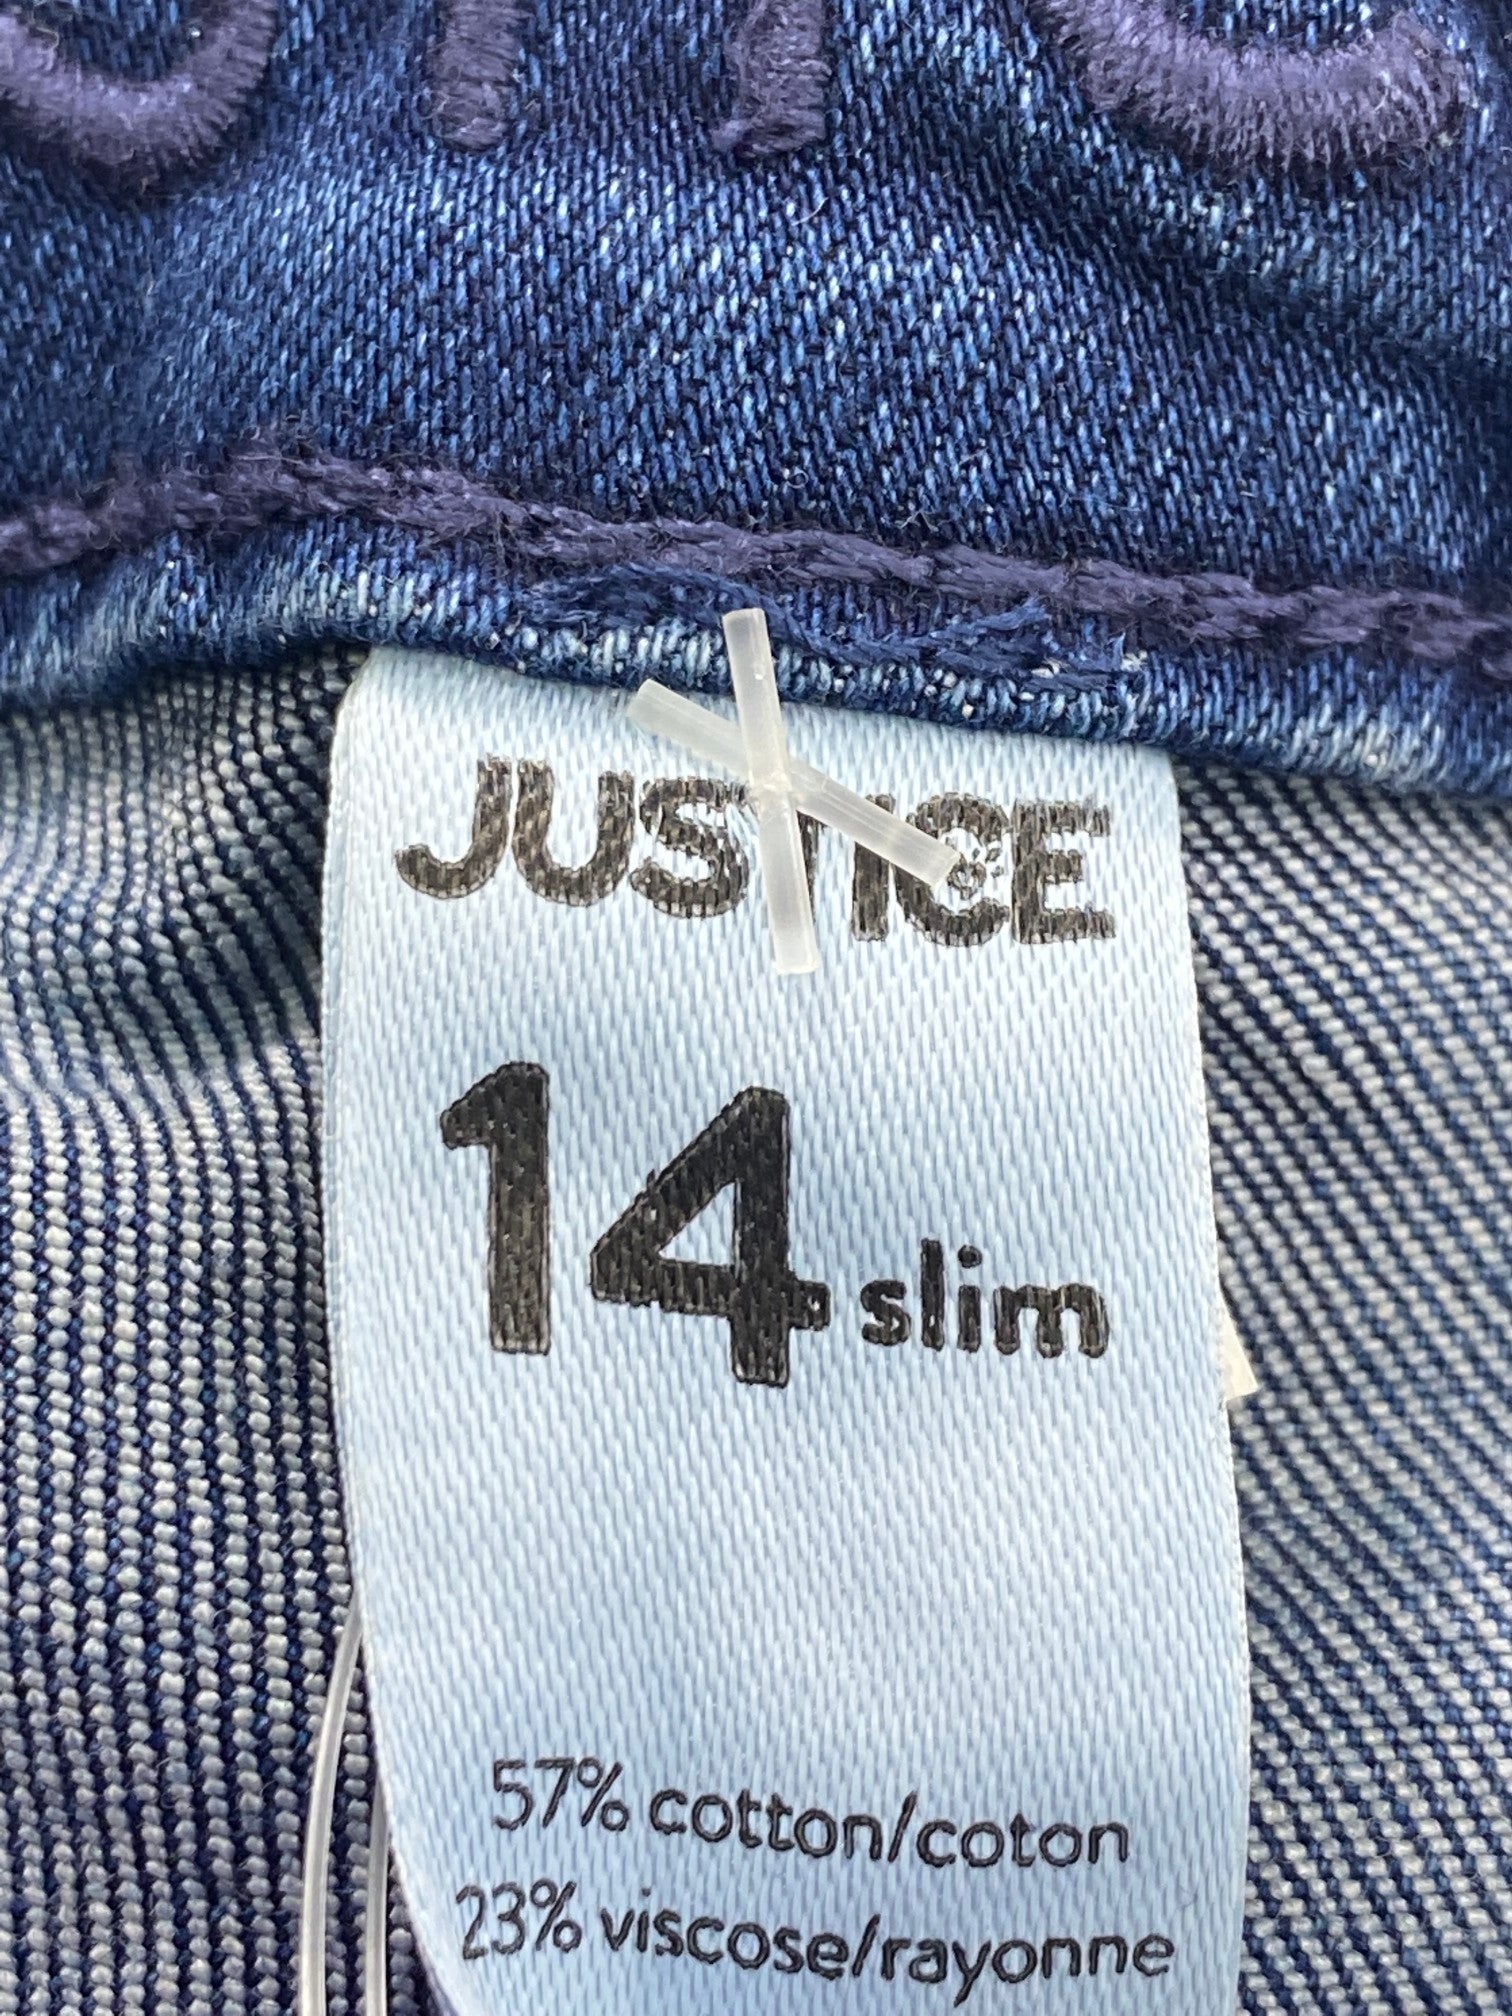 JUSTICE
14 slim
57% cotton/coton
23% viscose/rayonne